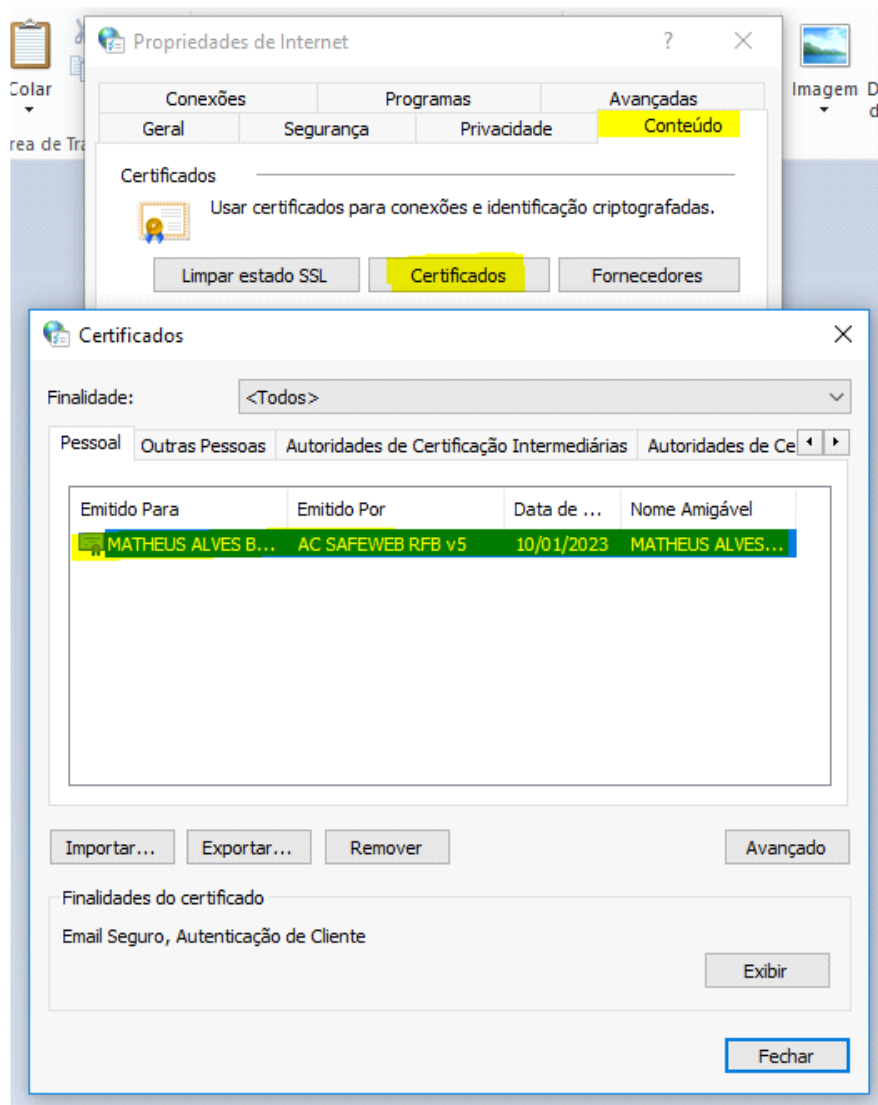 Colar
Imagem
Propriedades de Internet
Conexões Programas Avançadas
Geral Segurança Privacidade Conteúdo
Certificados
Usar certificados para conexões e identificação criptografadas.
Limpar estado SSL Certificados Fornecedores
Certificados
Finalidade: <Todos>
Pessoal Outras Pessoas Autoridades de Certificação Intermediárias Autoridades de Ce
Emitido Para Emitido Por Data de ... Nome Amigável
MATHEUS ALVES B... AC SAFEWEB RFB v5 10/01/2023 MATHEUS ALVES...
Importar... Exportar... Remover Avançado
Finalidades do certificado
Email Seguro, Autenticação de Cliente
Exibir
Fechar